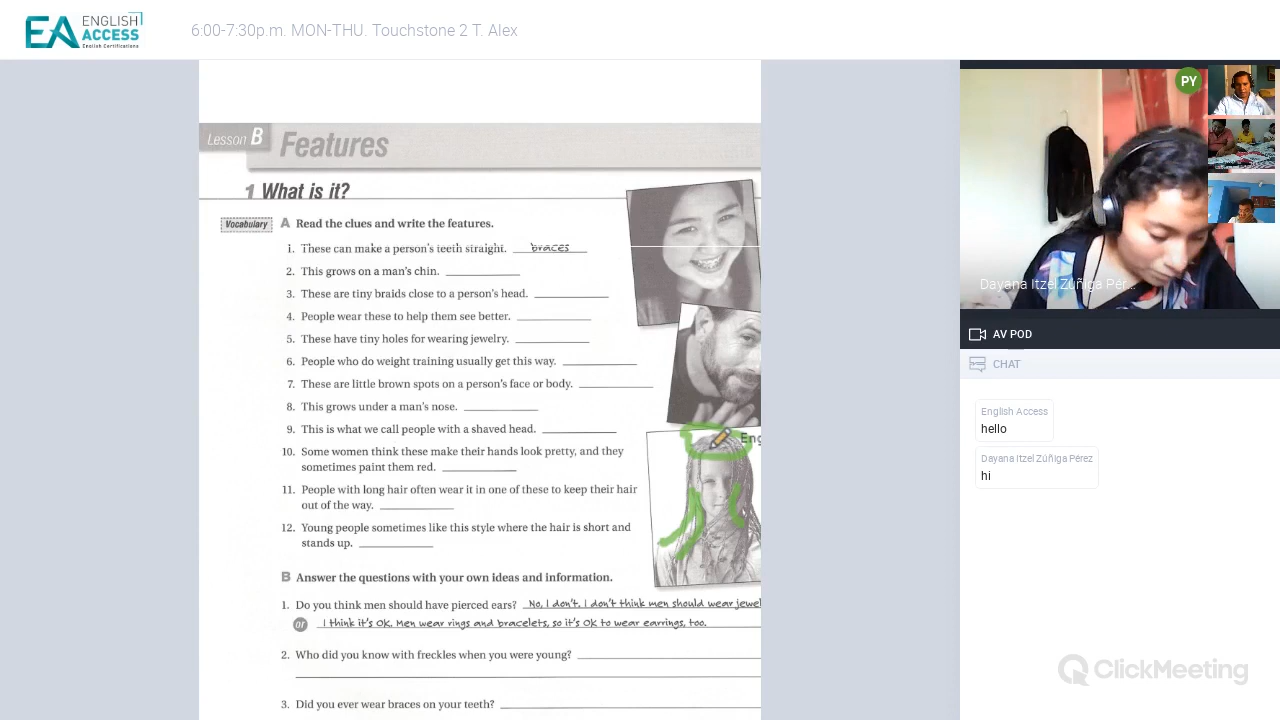 EA ENGLISH ACCESS
English Certifications
6:00-7:30p.m. MON-THU. Touchstone 2 T. Alex
Lesson B Features
1 What is it?
Vocabulary A Read the clues and write the features.
1. These can make a person's teeth straight. braces
2. This grows on a man's chin.
3. These are tiny braids close to a person's head.
4. People wear these to help them see better.
5. These have tiny holes for wearing jewelry.
6. People who do weight training usually get this way.
7. These are little brown spots on a person's face or body.
8. This grows under a man's nose.
9. This is what we call people with a shaved head.
10. Some women think these make their hands look pretty, and they
sometimes paint them red.
11. People with long hair often wear it in one of these to keep their hair
out of the way.
12. Young people sometimes like this style where the hair is short and
stands up.
Eng
B Answer the questions with your own ideas and information.
1. Do you think men should have pierced ears? No, I don't. I don't think men should wear jewel
or I think it's OK. Men wear rings and bracelets, so it's OK to wear earrings, too.
2. Who did you know with freckles when you were young?
3. Did you ever wear braces on your teeth?
PY
Dayana Itzel Zúñiga Pér...
AV POD
CHAT
English Access
hello
Dayana Itzel Zúñiga Pérez
hi
ClickMeeting